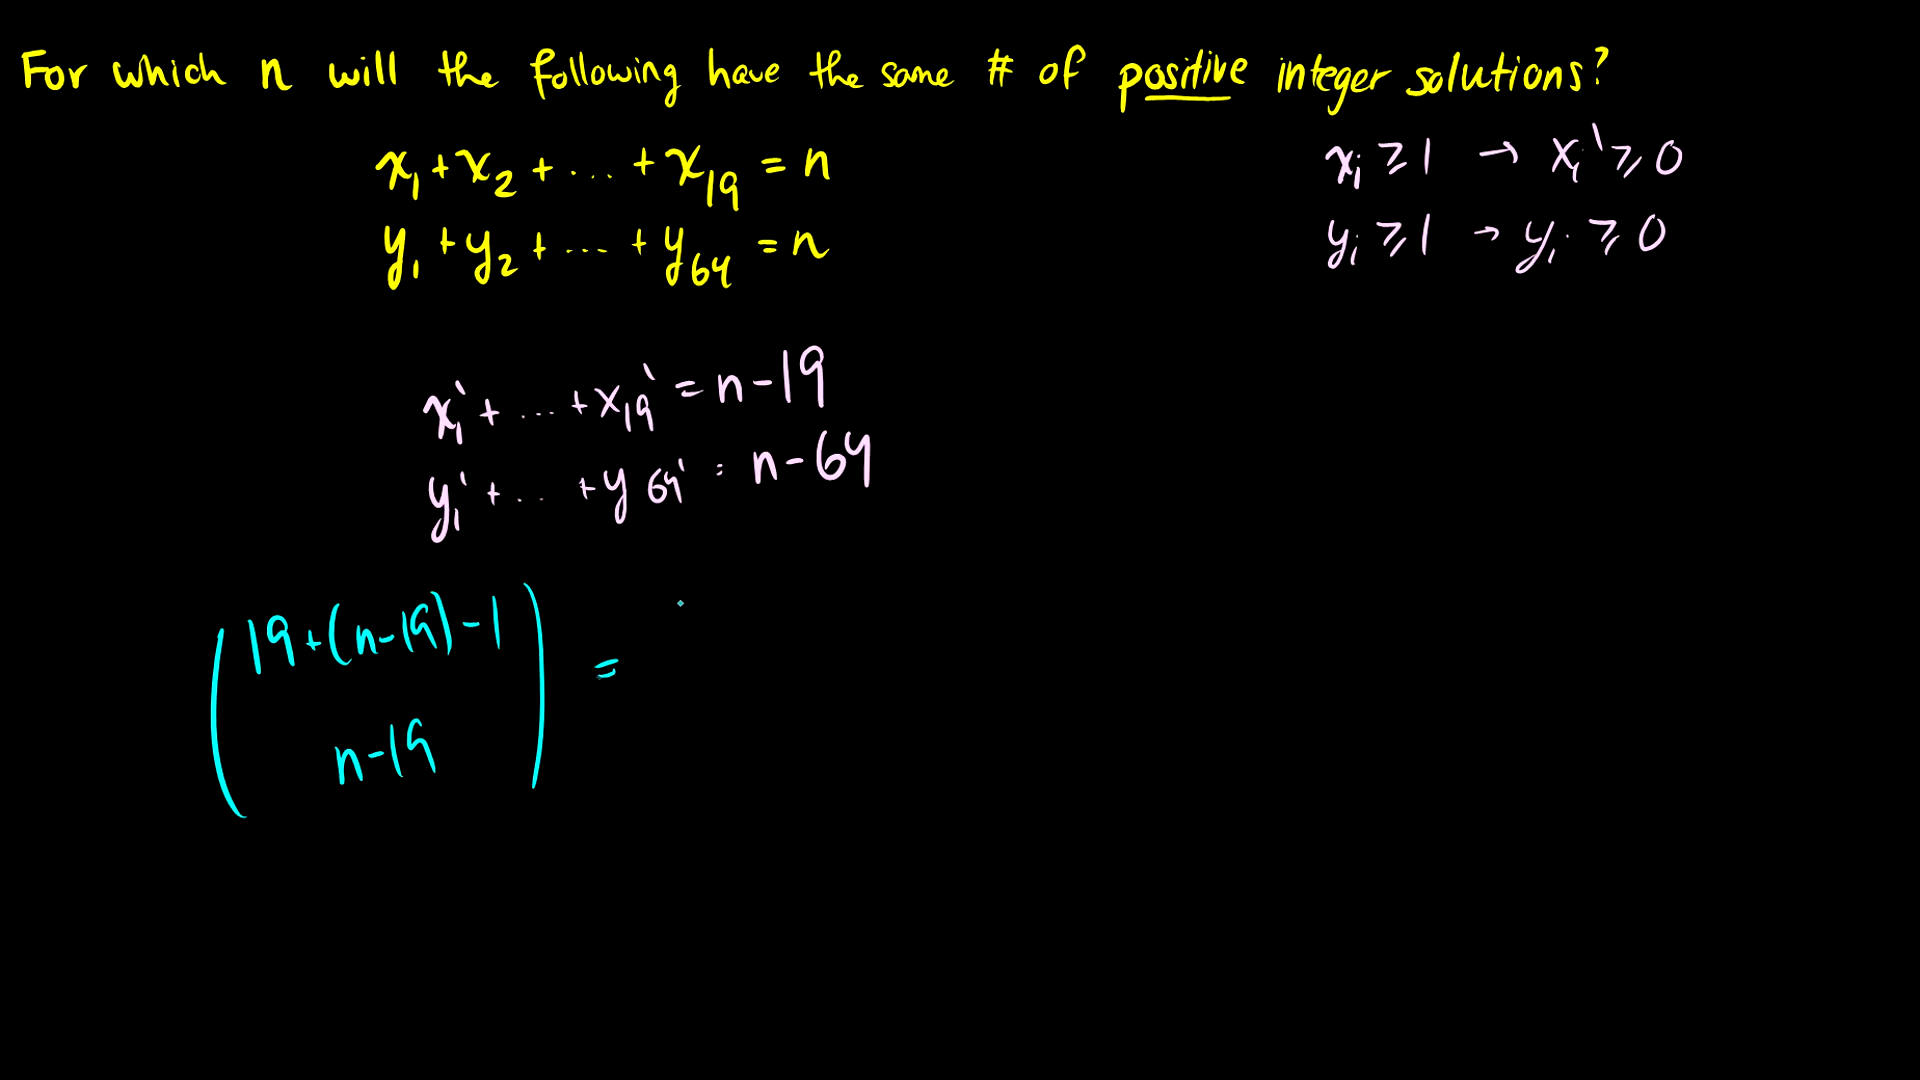 For which n will the following have the same # of positive integer solutions?
x₁ + x₂ + ... + x₁₉ = n
y₁ + y₂ + ... + y₆₄ = n
xᵢ ≥ 1 → xᵢ' ≥ 0
yᵢ ≥ 1 → yᵢ ≥ 0
x₁' + ... + x₁₉' = n-19
y₁' + ... + y₆₄' = n-64
(19+(n-19)-1
n-19) =